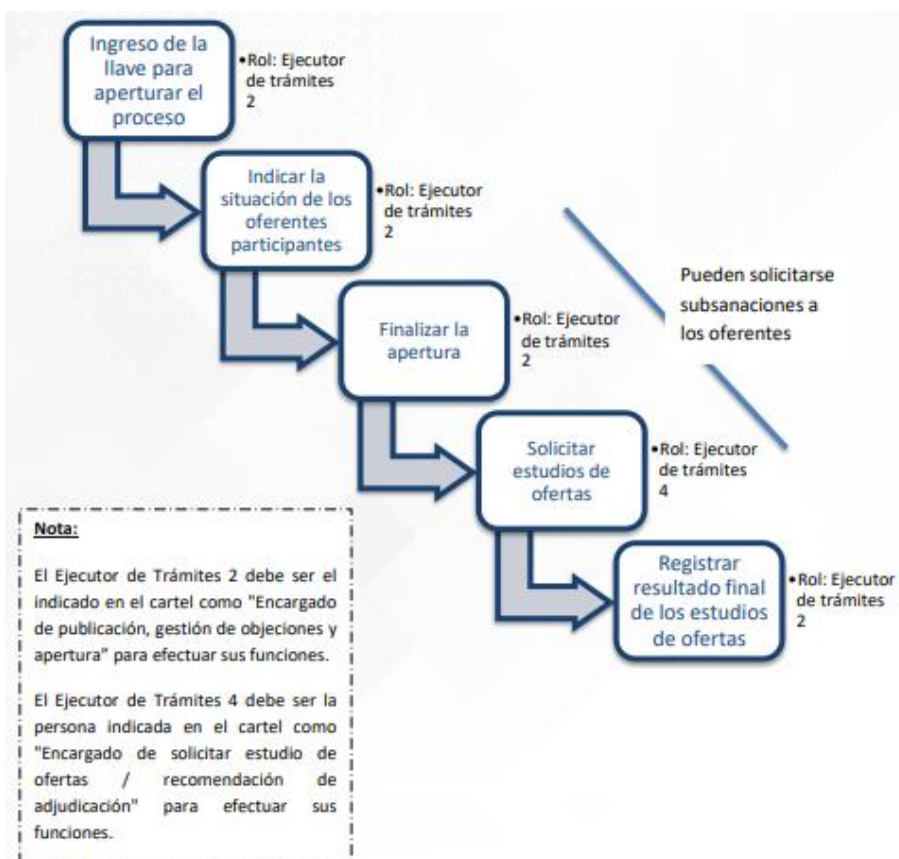 Ingreso de la
llave para
aperturar el
proceso
•Rol: Ejecutor
de trámites
2
Indicar la
situación de los
oferentes
participantes
•Rol: Ejecutor
de trámites
2
Finalizar la
apertura
•Rol: Ejecutor
de trámites
2
Pueden solicitarse
subsanaciones a
los oferentes
Solicitar
estudios de
ofertas
•Rol: Ejecutor
de trámites
4
Registrar
resultado final
de los estudios
de ofertas
•Rol: Ejecutor
de trámites
2
Nota:
El Ejecutor de Trámites 2 debe ser el
indicado en el cartel como "Encargado
de publicación, gestión de objeciones y
apertura" para efectuar sus funciones.
El Ejecutor de Trámites 4 debe ser la
persona indicada en el cartel como
"Encargado de solicitar estudio de
ofertas / recomendación de
adjudicación" para efectuar sus
funciones.